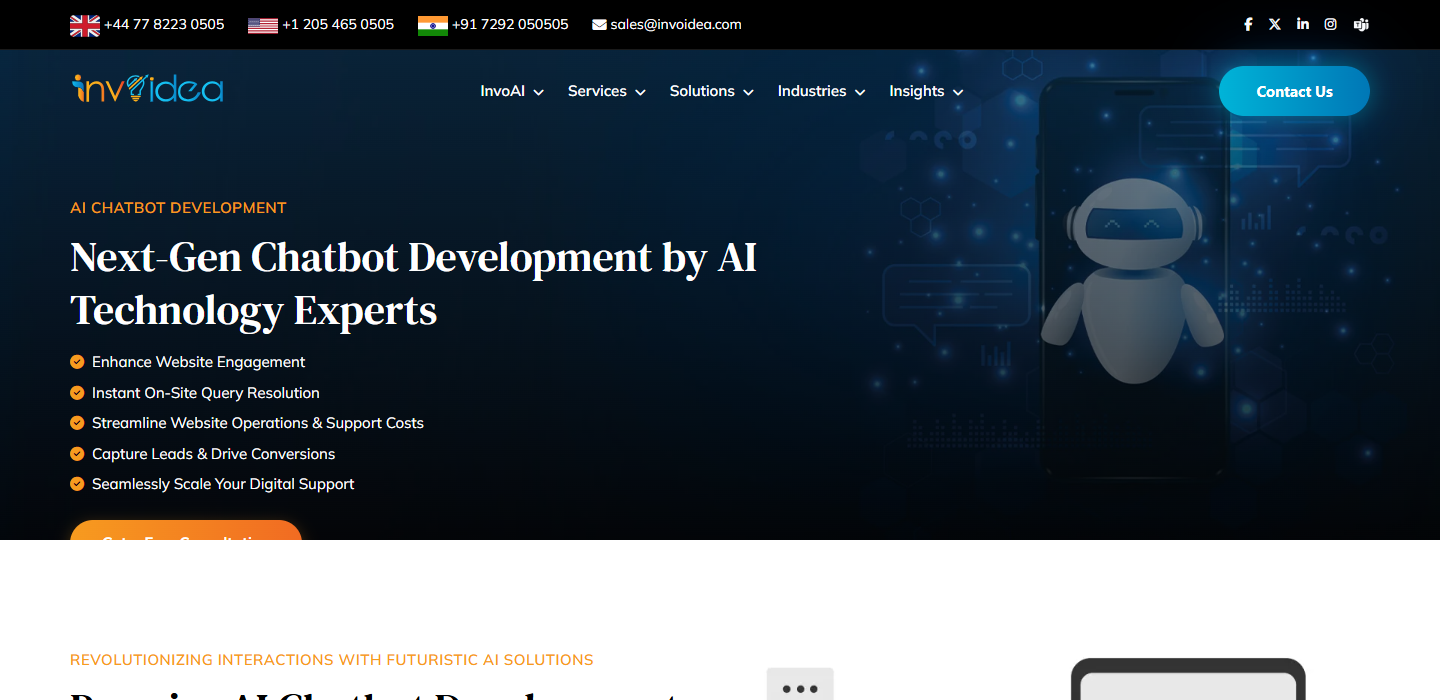 +44 77 8223 0505 +1 205 465 0505 +91 7292 050505 sales@invoidea.com
invoidea
InvoAI Services Solutions Industries Insights Contact Us
AI CHATBOT DEVELOPMENT
Next-Gen Chatbot Development by AI
Technology Experts
Enhance Website Engagement
Instant On-Site Query Resolution
Streamline Website Operations & Support Costs
Capture Leads & Drive Conversions
Seamlessly Scale Your Digital Support
REVOLUTIONIZING INTERACTIONS WITH FUTURISTIC AI SOLUTIONS